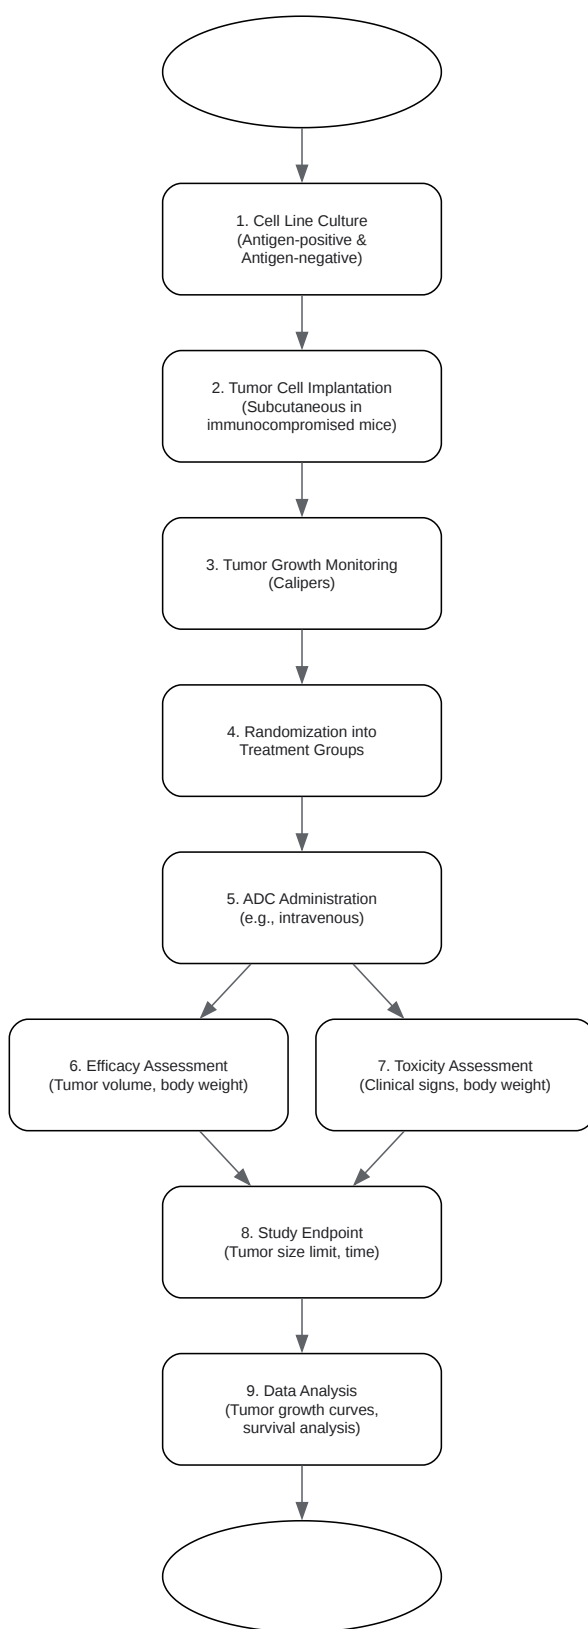 1. Cell Line Culture
(Antigen-positive &
Antigen-negative)
2. Tumor Cell Implantation
(Subcutaneous in
immunocompromised mice)
3. Tumor Growth Monitoring
(Calipers)
4. Randomization into
Treatment Groups
5. ADC Administration
(e.g., intravenous)
6. Efficacy Assessment
(Tumor volume, body weight)
7. Toxicity Assessment
(Clinical signs, body weight)
8. Study Endpoint
(Tumor size limit, time)
9. Data Analysis
(Tumor growth curves,
survival analysis)